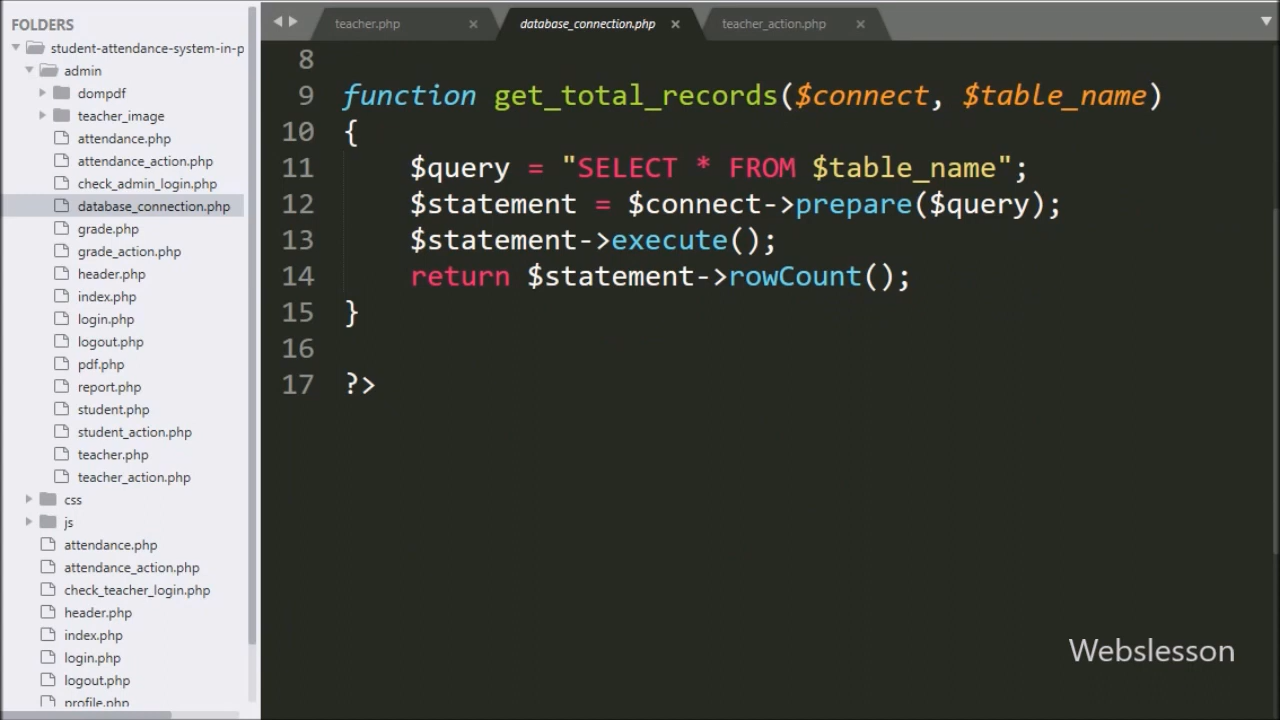 FOLDERS
student-attendance-system-in-p
admin
dompdf
teacher_image
attendance.php
attendance_action.php
check_admin_login.php
database_connection.php
grade.php
grade_action.php
header.php
index.php
login.php
logout.php
pdf.php
report.php
student.php
student_action.php
teacher.php
teacher_action.php
css
js
attendance.php
attendance_action.php
check_teacher_login.php
header.php
index.php
login.php
logout.php
profile.php
teacher.php
database_connection.php
teacher_action.php
8
9 function get_total_records($connect, $table_name)
10 {
11 $query = "SELECT * FROM $table_name";
12 $statement = $connect->prepare($query);
13 $statement->execute();
14 return $statement->rowCount();
15 }
16
17 ?>
Webslesson